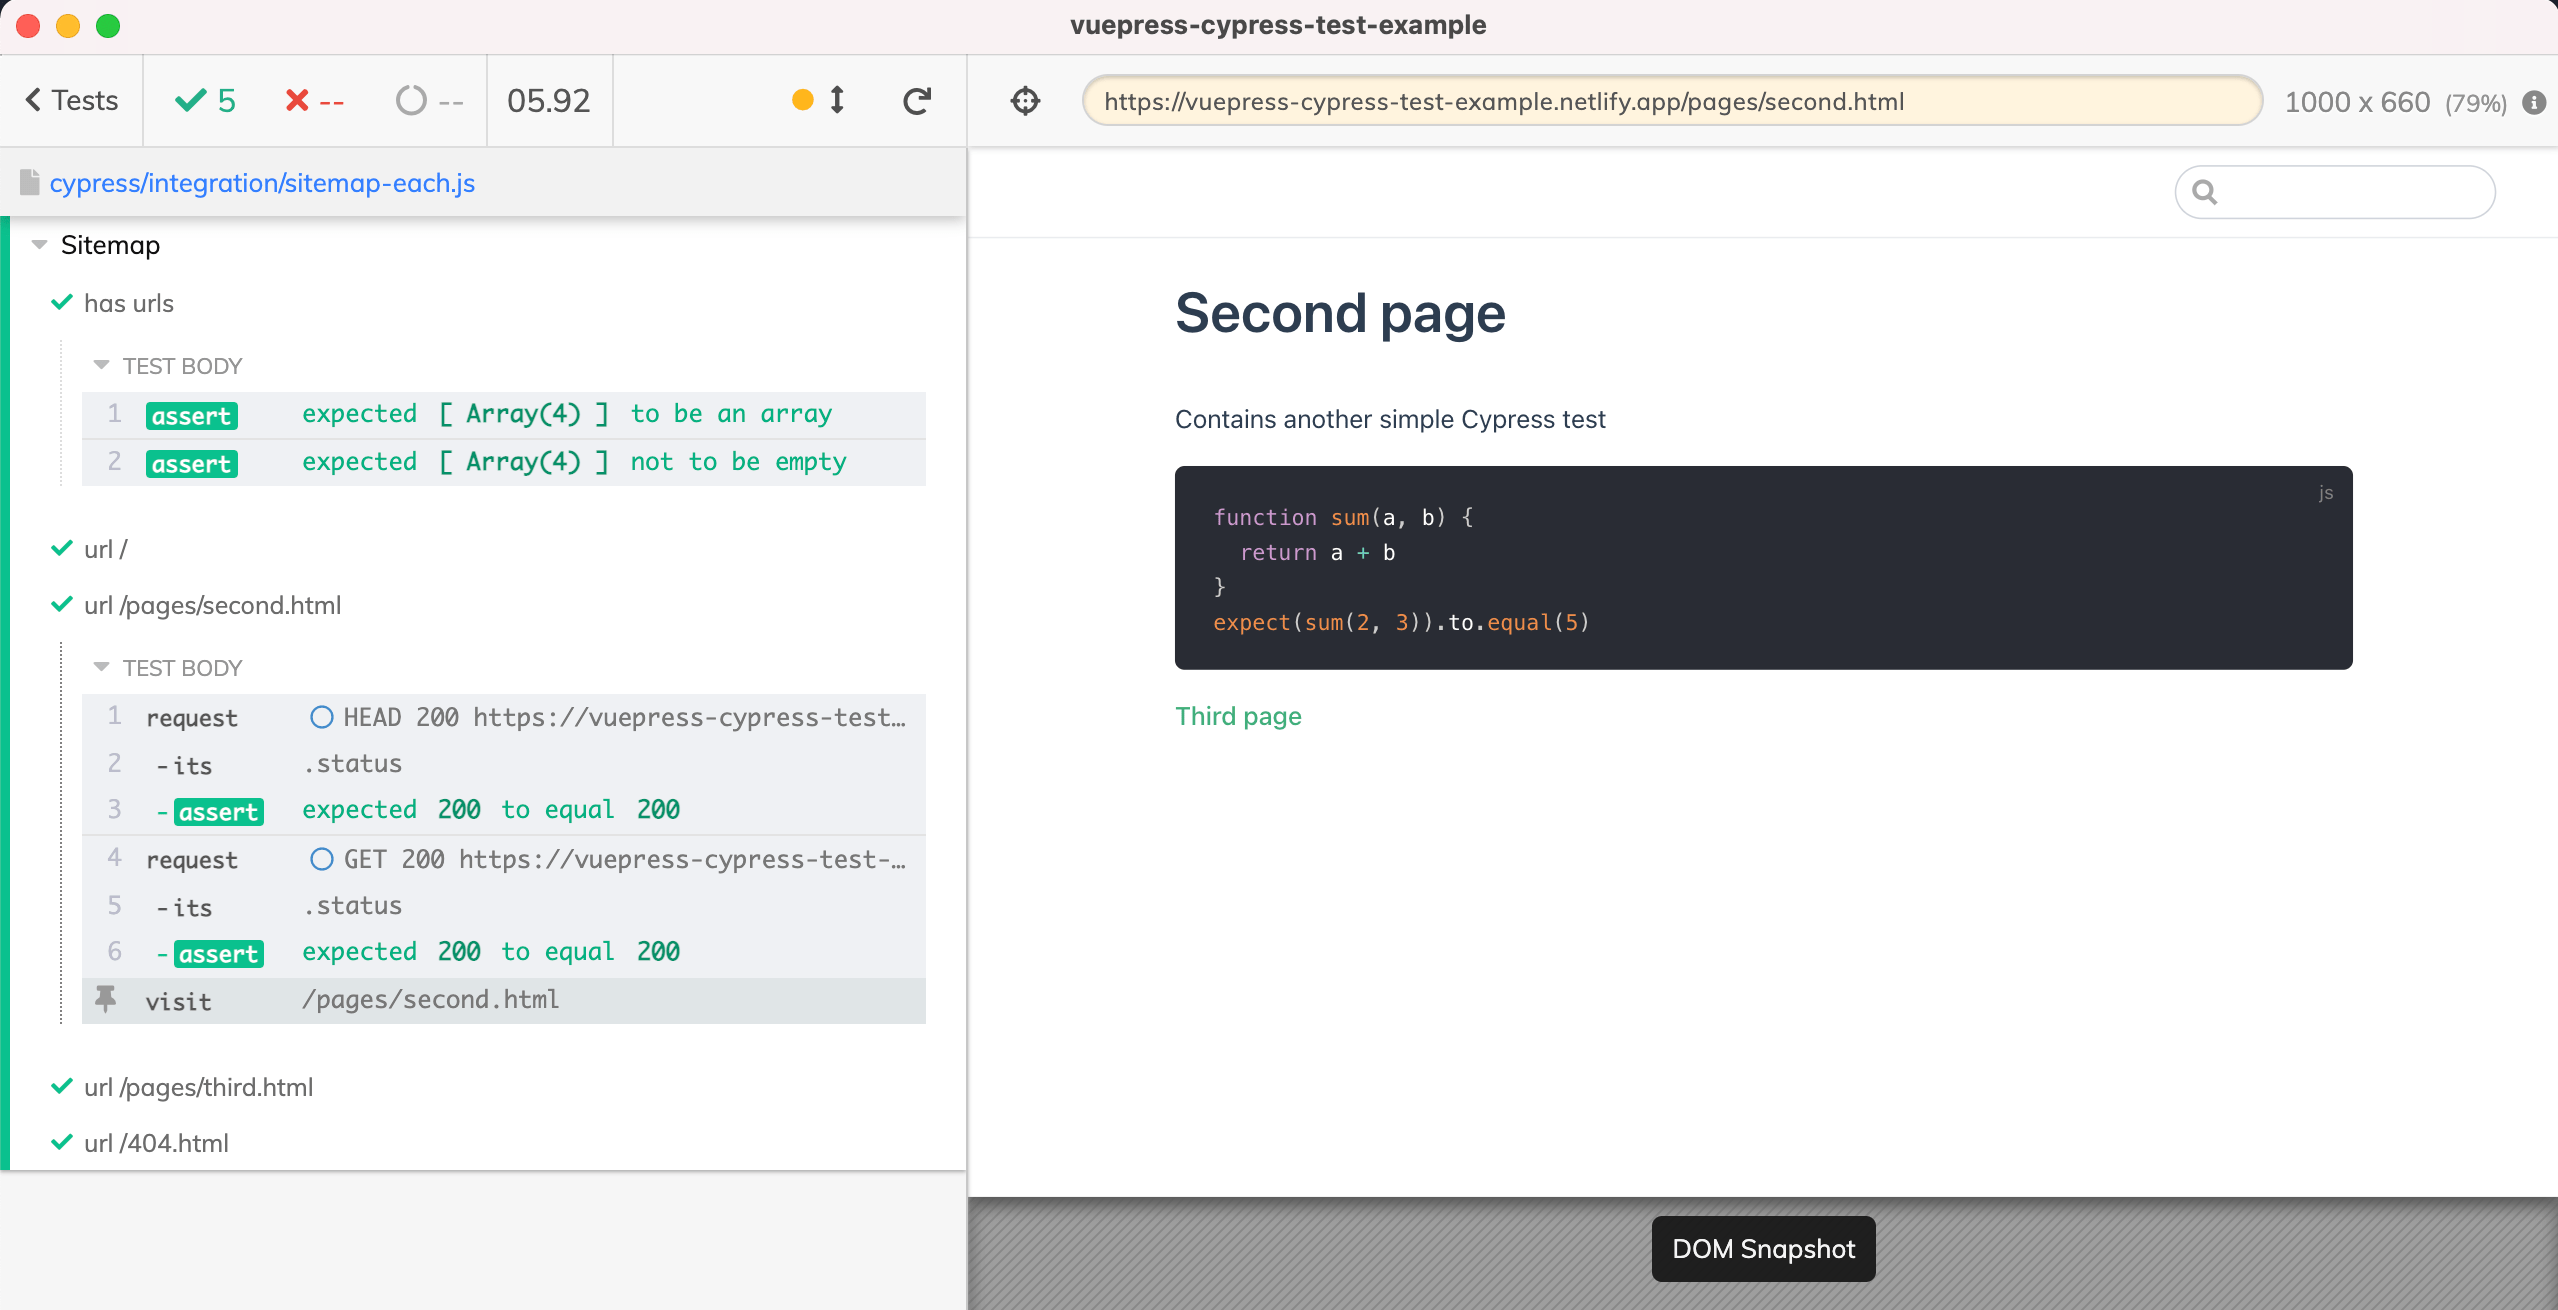 vuepress-cypress-test-example
Tests 5 -- -- 05.92
https://vuepress-cypress-test-example.netlify.app/pages/second.html 1000 x 660 (79%)
cypress/integration/sitemap-each.js
Sitemap
has urls
TEST BODY
1 assert expected [ Array(4) ] to be an array
2 assert expected [ Array(4) ] not to be empty
url /
url /pages/second.html
TEST BODY
1 request HEAD 200 https://vuepress-cypress-test…
2 -its .status
3 -assert expected 200 to equal 200
4 request GET 200 https://vuepress-cypress-test-…
5 -its .status
6 -assert expected 200 to equal 200
visit /pages/second.html
url /pages/third.html
url /404.html
Second page
Contains another simple Cypress test
js
function sum(a, b) {
  return a + b
}
expect(sum(2, 3)).to.equal(5)
Third page
DOM Snapshot